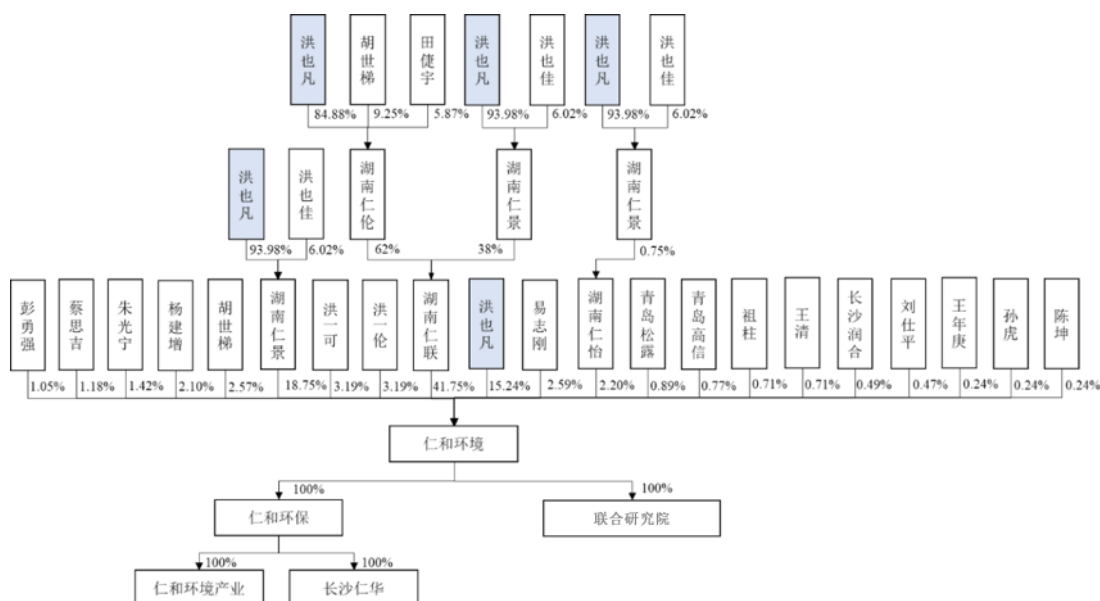 洪也凡
胡世梯
田倢宇
洪也凡
洪也佳
洪也凡
洪也佳
84.88%
9.25%
5.87%
93.98%
6.02%
93.98%
6.02%
洪也凡
洪也佳
湖南仁伦
湖南仁景
湖南仁景
93.98%
6.02%
62%
38%
0.75%
彭勇强
蔡思吉
朱光宁
杨建增
胡世梯
湖南仁景
洪一可
洪一伦
湖南仁联
洪也凡
易志刚
湖南仁怡
青岛松露
青岛高信
祖柱
王清
长沙润合
刘仕平
王年庚
孙虎
陈坤
1.05%
1.18%
1.42%
2.10%
2.57%
18.75%
3.19%
3.19%
41.75%
15.24%
2.59%
2.20%
0.89%
0.77%
0.71%
0.71%
0.49%
0.47%
0.24%
0.24%
0.24%
仁和环境
100%
100%
仁和环保
联合研究院
100%
100%
仁和环境产业
长沙仁华